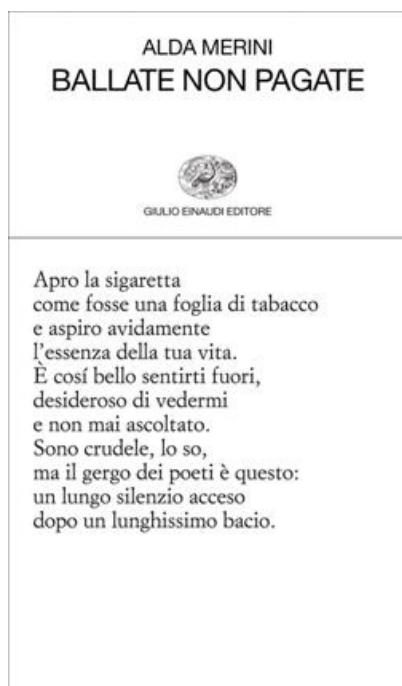 ALDA MERINI
BALLATE NON PAGATE
GIULIO EINAUDI EDITORE
Apro la sigaretta
come fosse una foglia di tabacco
e aspiro avidamente
l'essenza della tua vita.
È cosí bello sentirti fuori,
desideroso di vedermi
e non mai ascoltato.
Sono crudele, lo so,
ma il gergo dei poeti è questo:
un lungo silenzio acceso
dopo un lunghissimo bacio.